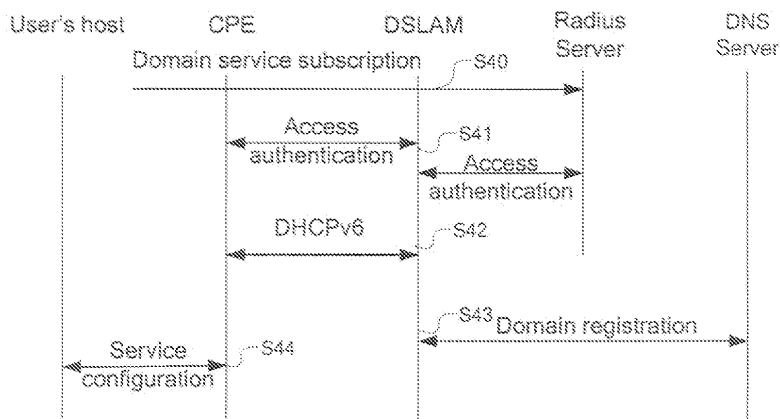 User's host
CPE
DSLAM
Radius
Server
DNS
Server
Domain service subscription
S40
Access
authentication
S41
Access
authentication
DHCPv6
S42
S43
Domain registration
Service
configuration
S44